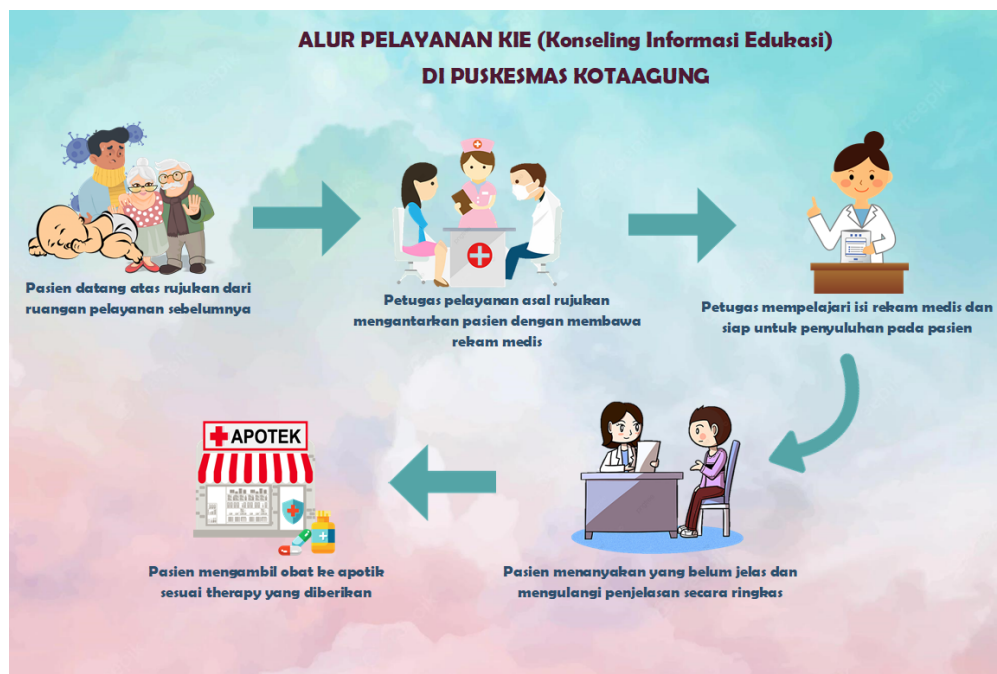 ALUR PELAYANAN KIE (Konseling Informasi Edukasi)
DI PUSKESMAS KOTAAGUNG
Pasien datang atas rujukan dari
ruangan pelayanan sebelumnya
Petugas pelayanan asal rujukan
mengantarkan pasien dengan membawa
rekam medis
Petugas mempelajari isi rekam medis dan
siap untuk penyuluhan pada pasien
APOTEK
Pasien mengambil obat ke apotik
sesuai therapy yang diberikan
Pasien menanyakan yang belum jelas dan
mengulangi penjelasan secara ringkas